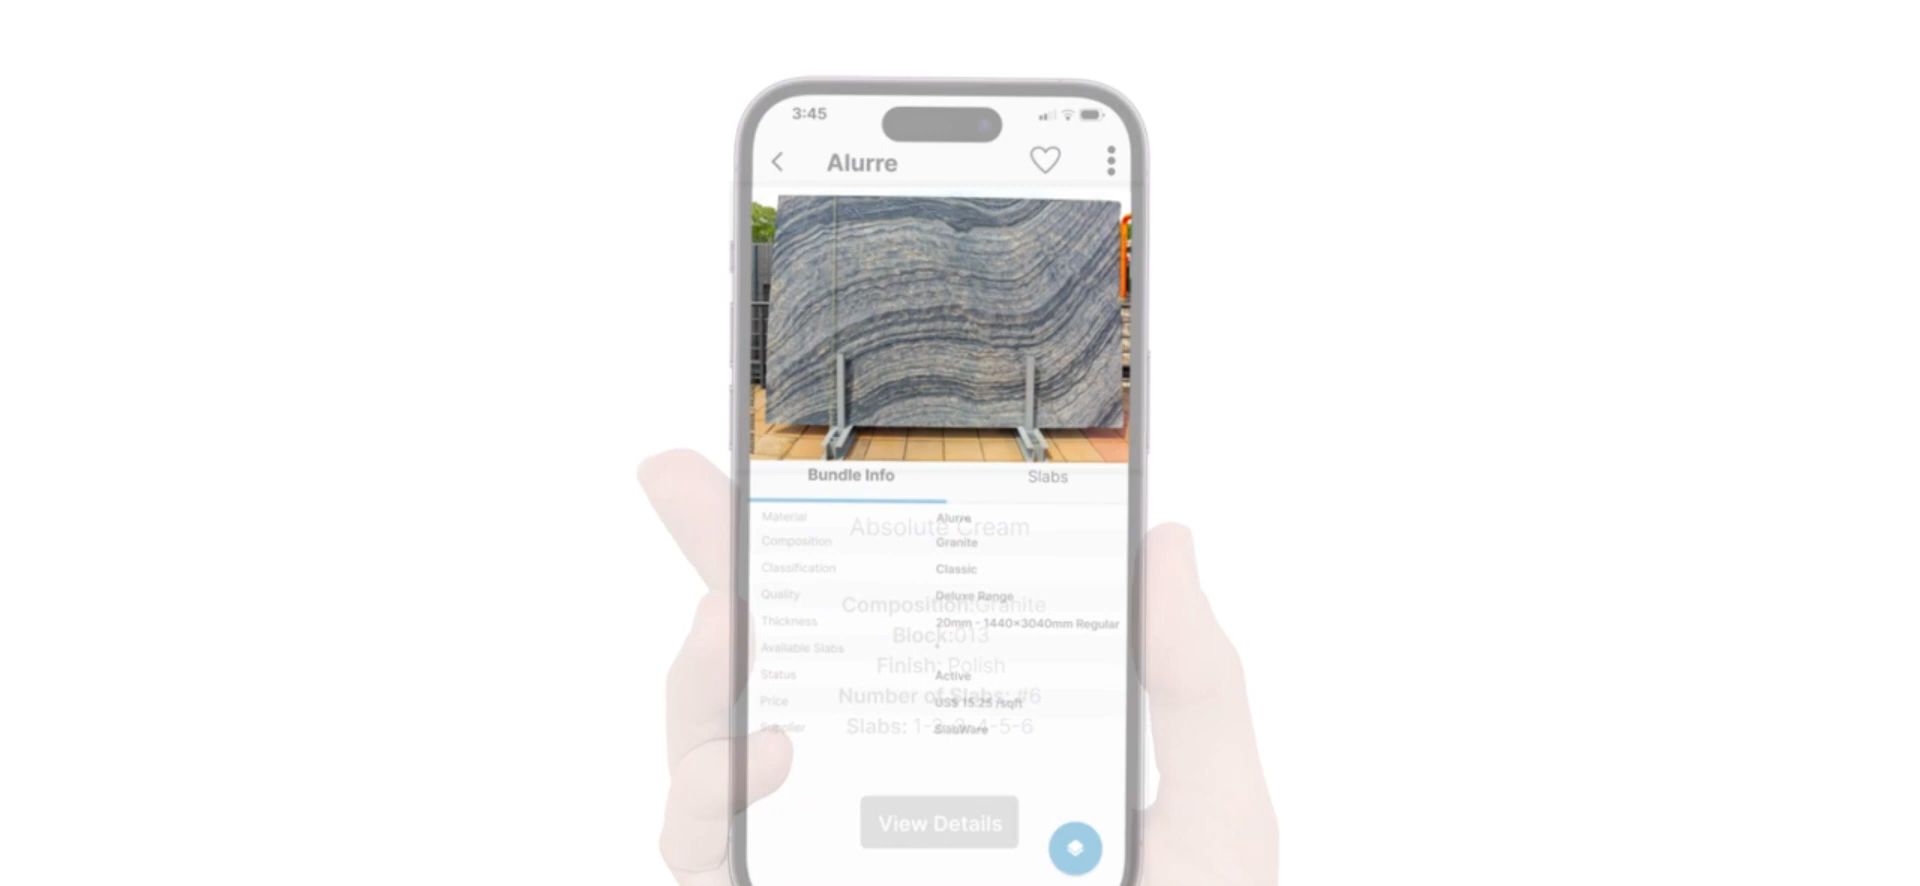 3:45
Alurre
Bundle Info Slabs
Material Alurre
Absolute Cream
Composition Granite
Classification Classic
Quality Deluxe Range
Composition: Granite
Thickness 20mm - 1440x3040mm Regular
Block: 013
Available Slabs
Finish: Polish
Status Active
Number of Slabs: #6
Price US$ 15.25 /sqft
Slabs: 1-2-3-4-5-6
Supplier SlabWare
View Details